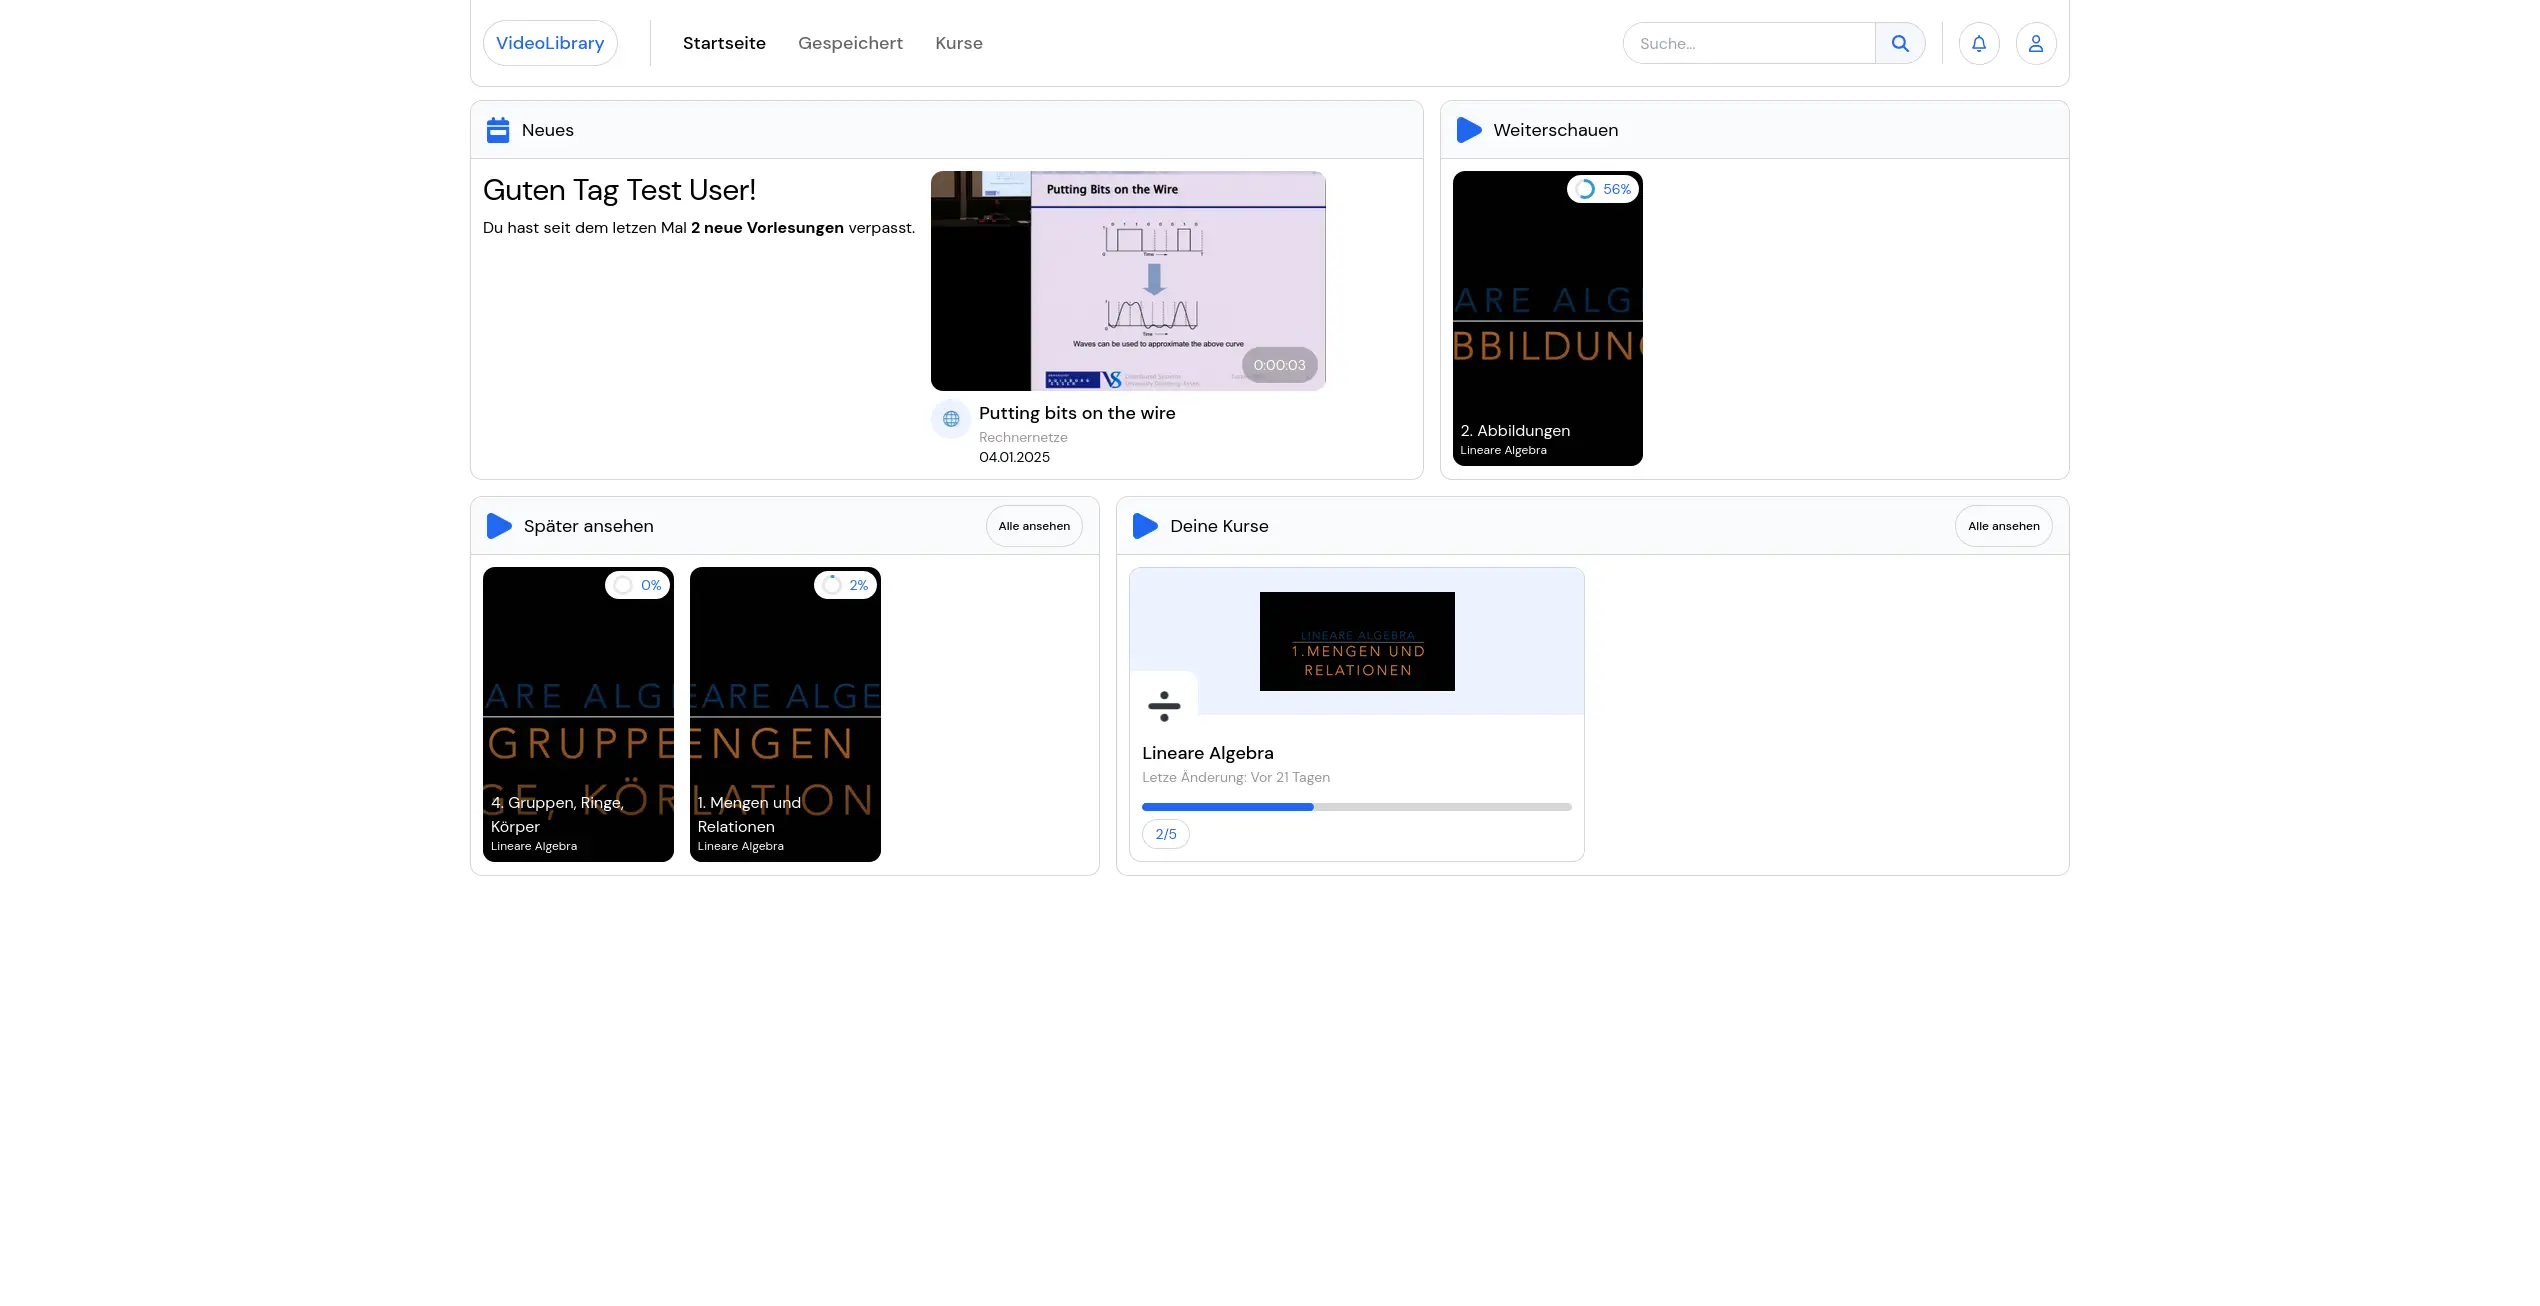 VideoLibrary
Startseite
Gespeichert
Kurse
Suche...
Neues
Guten Tag Test User!
Du hast seit dem letzen Mal 2 neue Vorlesungen verpasst.
Putting Bits on the Wire
Time
Time
Waves can be used to approximate the above curve
0:00:03
Putting bits on the wire
Rechnernetze
04.01.2025
Weiterschauen
56%
ARE ALG
BBILDUN
2. Abbildungen
Lineare Algebra
Später ansehen
Alle ansehen
0%
ARE ALG
GRUPPE
GE, KÖR
4. Gruppen, Ringe,
Körper
Lineare Algebra
2%
EARE ALGE
ENGEN
LATION
1. Mengen und
Relationen
Lineare Algebra
Deine Kurse
Alle ansehen
LINEARE ALGEBRA
1.MENGEN UND
RELATIONEN
Lineare Algebra
Letze Änderung: Vor 21 Tagen
2/5